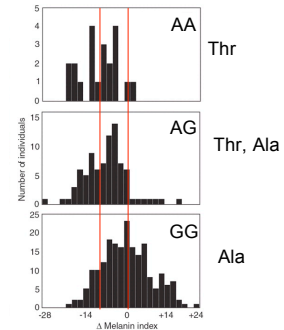 5
4
3
2
1
0
AA
Thr
Number of individuals
15
10
5
0
AG
Thr, Ala
25
20
15
10
5
0
GG
Ala
-28 -14 0 +14 +24
Δ Melanin index